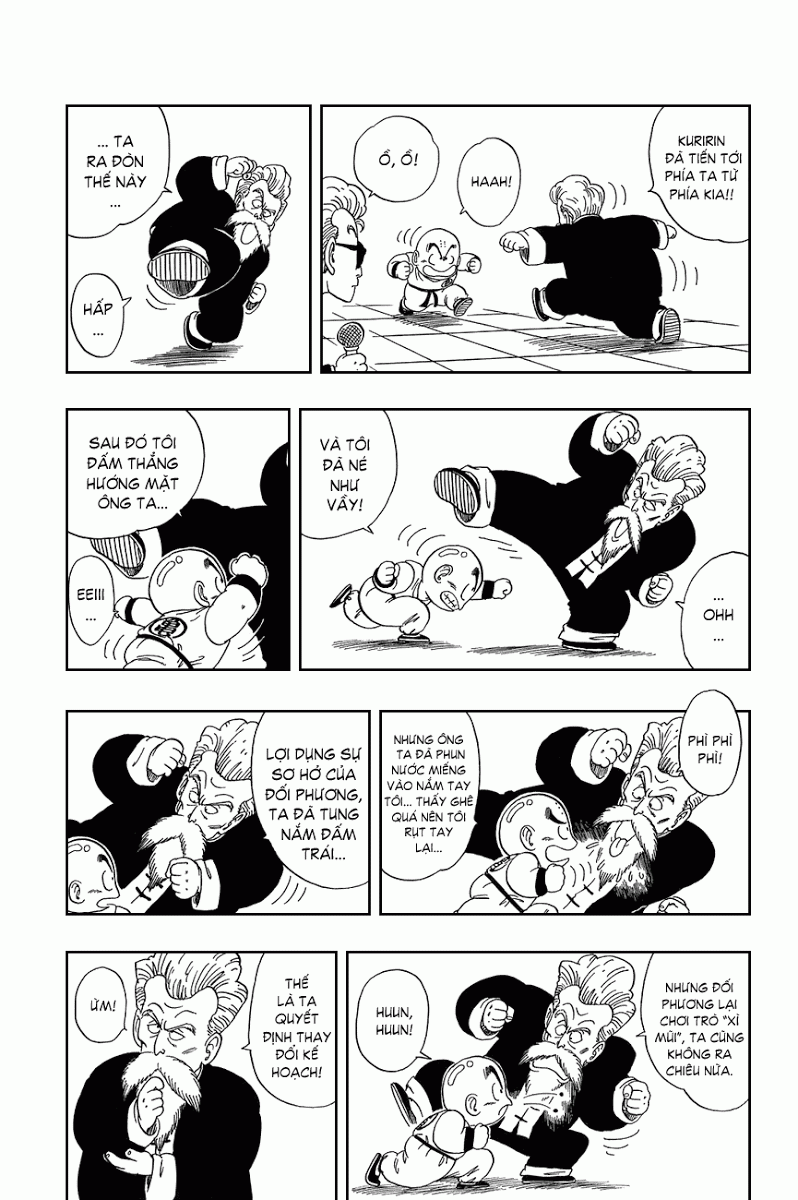 KURIRIN
ĐÃ TIẾN TỚI
PHÍA TA TỪ
PHÍA KIA!!
HAAH!
Ồ, Ồ!
... TA
RA ĐÒN
THẾ NÀY
...
HẤP
...
VÀ TÔI
ĐÃ NÉ
NHƯ
VẦY!
...
OHH
...
SAU ĐÓ TÔI
ĐẤM THẲNG
HƯỚNG MẶT
ÔNG TA...
EEIII
...
PHÌ PHÌ
PHÌ!
NHƯNG ÔNG
TA ĐÃ PHUN
NƯỚC MIẾNG
VÀO NẮM TAY
TÔI... THẤY GHÊ
QUÁ NÊN TÔI
RỤT TAY
LẠI...
LỢI DỤNG SỰ
SƠ HỞ CỦA
ĐỐI PHƯƠNG,
TA ĐÃ TUNG
NẮM ĐẤM
TRÁI...
NHƯNG ĐỐI
PHƯƠNG LẠI
CHƠI TRÒ "XÌ
MŨI", TA CŨNG
KHÔNG RA
CHIÊU NỮA.
HUUN,
HUUN!
THẾ
LÀ TA
QUYẾT
ĐỊNH THAY
ĐỔI KẾ
HOẠCH!
ỪM!